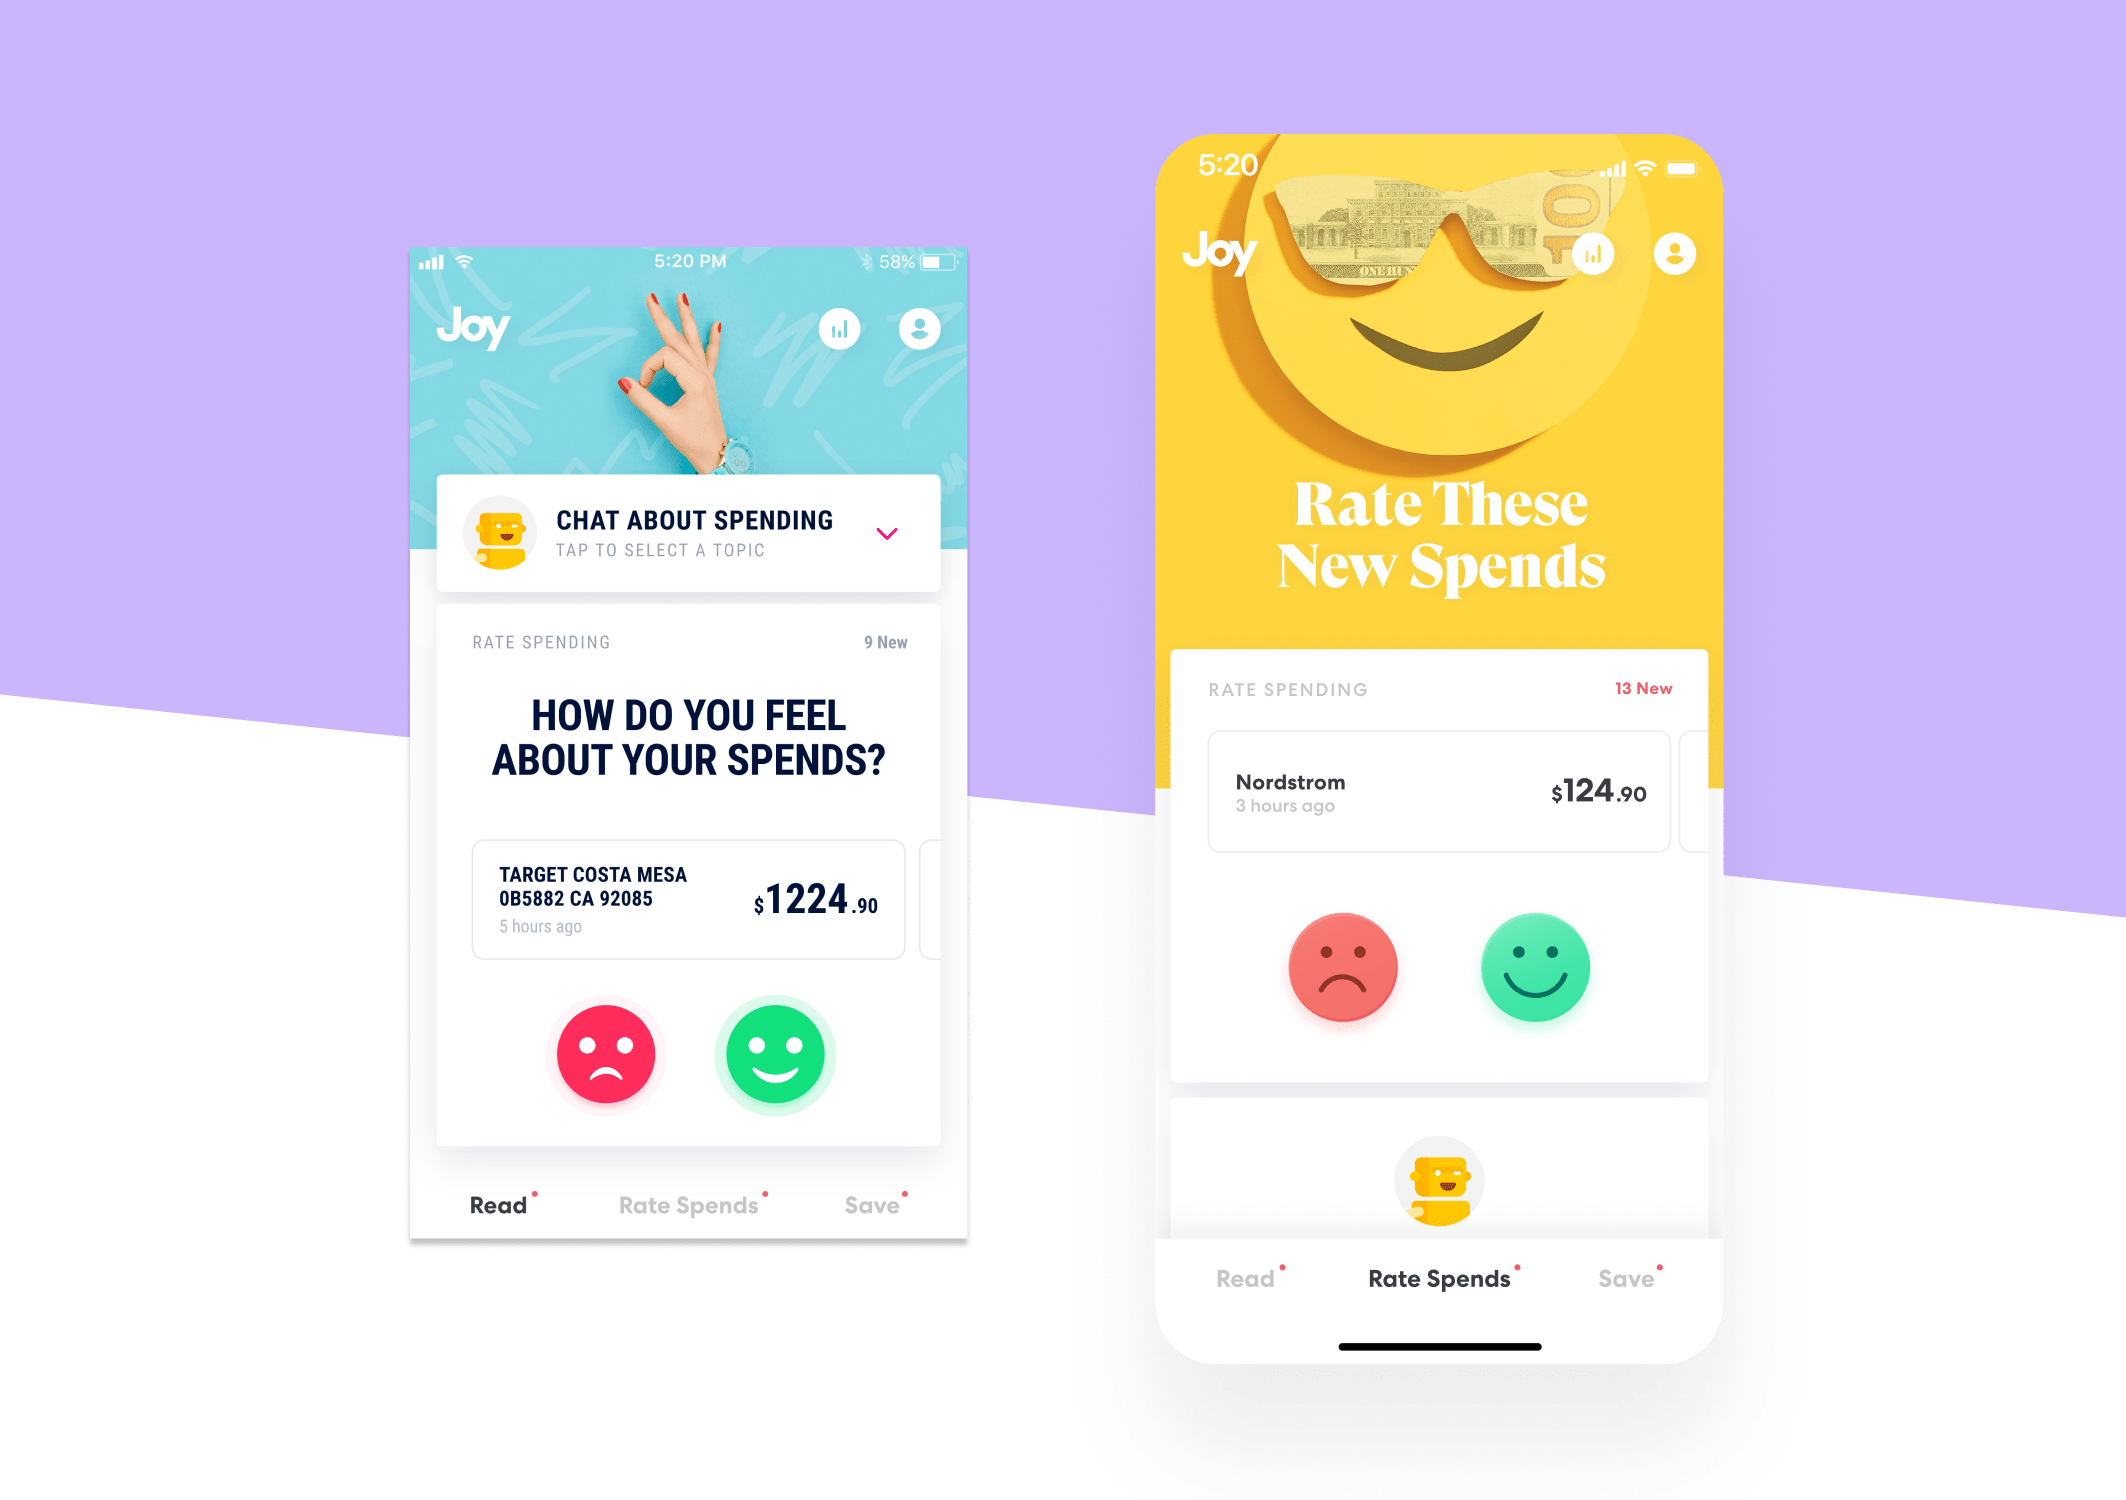 5:20 PM
58%
Joy
CHAT ABOUT SPENDING
TAP TO SELECT A TOPIC
RATE SPENDING
9 New
HOW DO YOU FEEL
ABOUT YOUR SPENDS?
TARGET COSTA MESA
0B5882 CA 92085
5 hours ago
$1224.90
Read
Rate Spends
Save
5:20
100
ONE HUN
Joy
Rate These
New Spends
RATE SPENDING
13 New
Nordstrom
3 hours ago
$124.90
Read
Rate Spends
Save